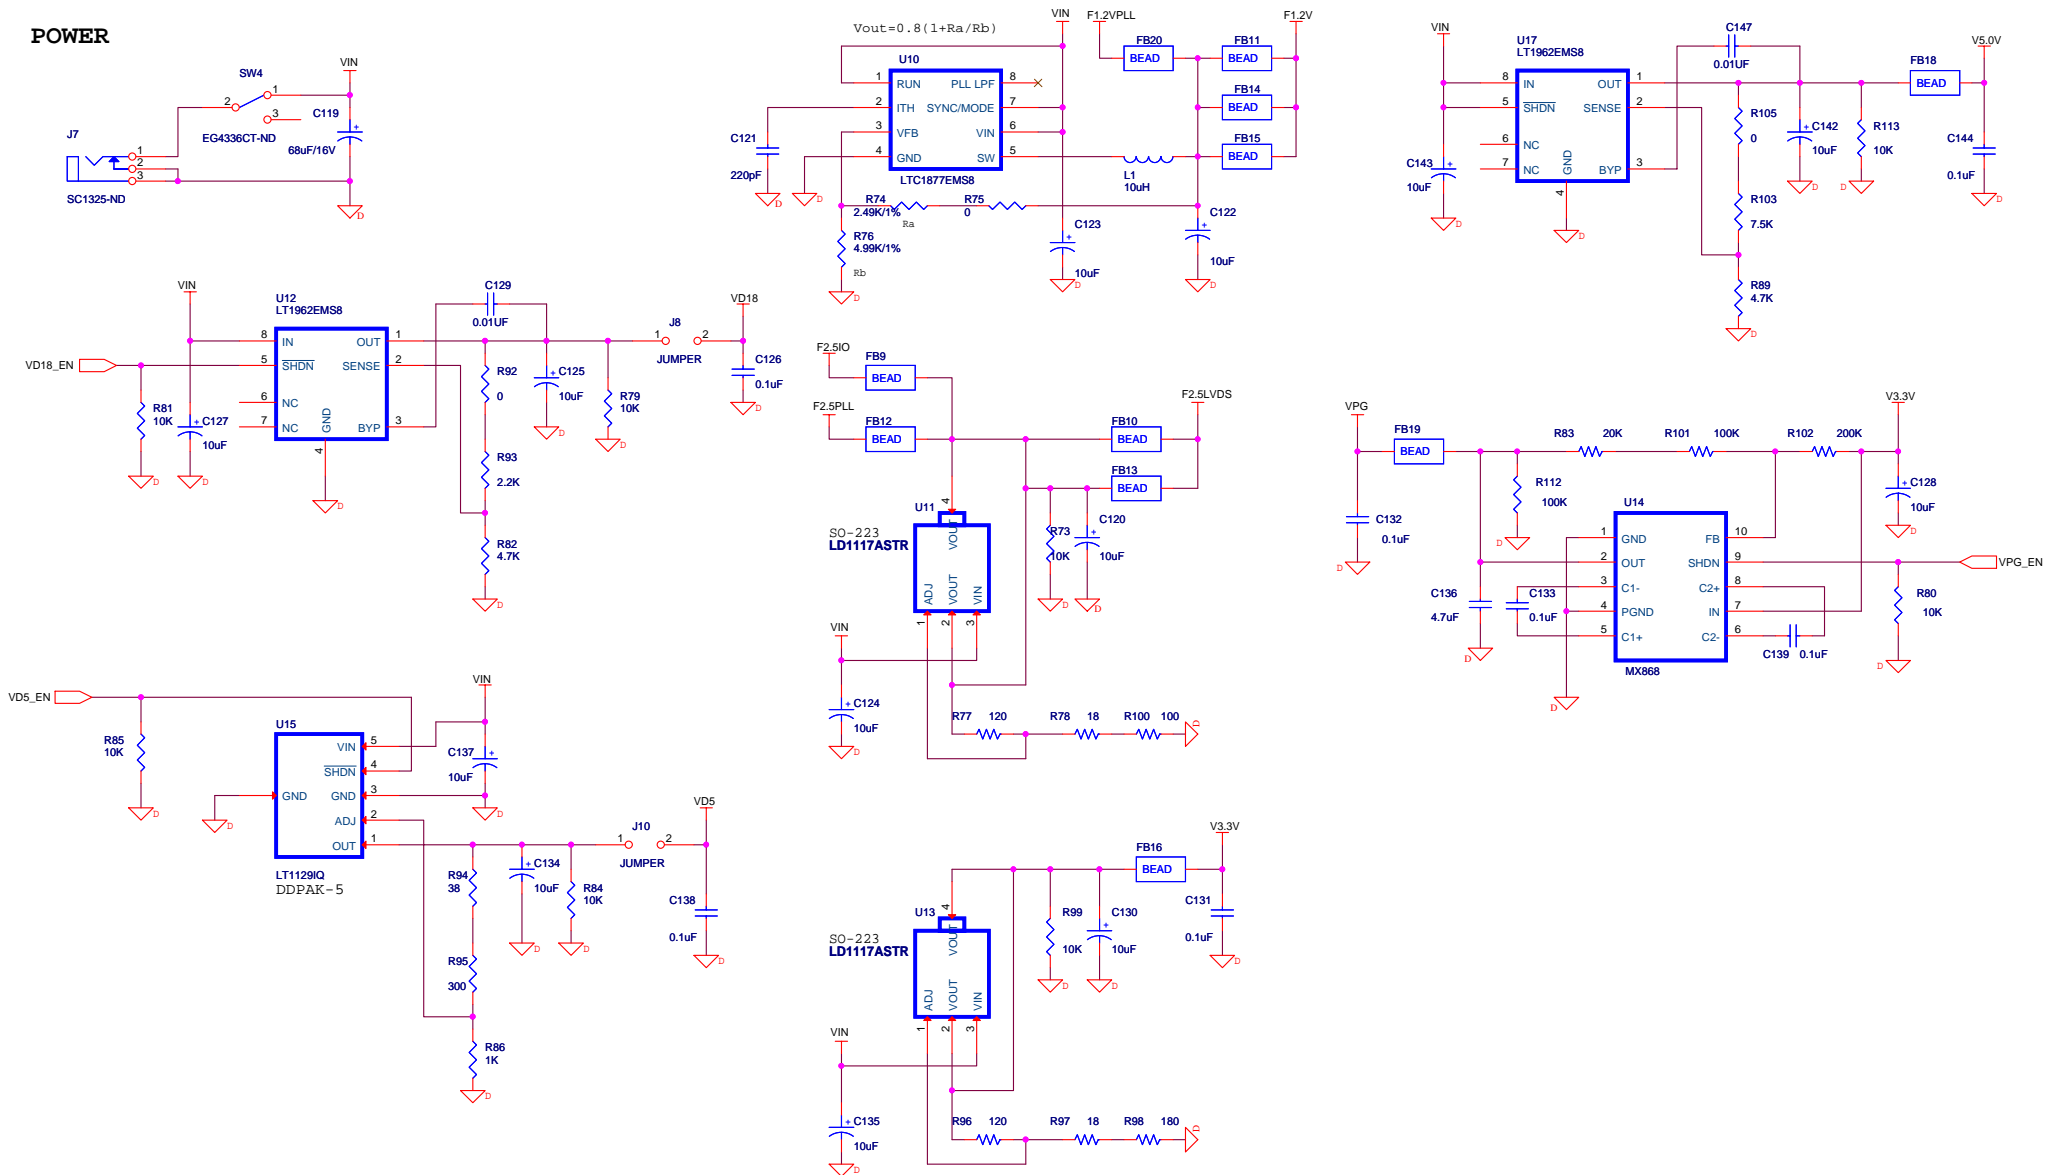 POWER
VIN
SW4
1
2
3
C119
+
EG4336CT-ND
68uF/16V
J7
1
2
3
SC1325-ND
D
Vout=0.8(1+Ra/Rb)
VIN
F1.2VPLL
F1.2V
FB20
BEAD
FB11
BEAD
U10
1
RUN
PLL LPF
8
2
ITH
SYNC/MODE
7
FB14
BEAD
3
VFB
VIN
6
4
GND
SW
5
FB15
BEAD
C121
220pF
LTC1877EMS8
L1
10uH
D
D
R74
2.49K/1%
Ra
R75
0
R76
4.99K/1%
Rb
C123
+
10uF
C122
+
10uF
D
D
D
VIN
U17
LT1962EMS8
C147
0.01UF
V5.0V
FB18
BEAD
8
IN
OUT
1
5
SHDN
SENSE
2
6
NC
7
NC
GND
4
BYP
3
R105
0
C142
+
10uF
R113
10K
C144
0.1uF
C143
+
10uF
R103
7.5K
R89
4.7K
D
D
D
D
D
D
VIN
U12
LT1962EMS8
C129
0.01UF
VD18
8
IN
OUT
1
J8
1
2
JUMPER
VD18_EN
5
SHDN
SENSE
2
6
NC
7
NC
GND
4
BYP
3
R81
10K
C127
+
10uF
R92
0
C125
+
10uF
R79
10K
C126
0.1uF
R93
2.2K
R82
4.7K
D
D
D
D
D
D
D
F2.5IO
FB9
BEAD
F2.5PLL
FB12
BEAD
F2.5LVDS
FB10
BEAD
FB13
BEAD
U11
4
VOUT
SO-223
LD1117ASTR
ADJ
VOUT
VIN
1
2
3
R73
10K
C120
+
10uF
D
D
VIN
C124
+
10uF
D
R77
120
R78
18
R100
100
D
VPG
FB19
BEAD
R83
20K
R101
100K
R102
200K
V3.3V
R112
100K
C128
+
10uF
C132
0.1uF
U14
1
GND
FB
10
2
OUT
SHDN
9
3
C1-
C2+
8
4
PGND
IN
7
5
C1+
C2-
6
MX868
VPG_EN
C136
4.7uF
C133
0.1uF
C139
0.1uF
R80
10K
D
D
D
D
D
D
VD5_EN
VIN
U15
VIN
5
SHDN
4
GND
GND
3
ADJ
2
OUT
1
LT1129IQ
DDPAK-5
R85
10K
C137
+
10uF
VD5
J10
1
2
JUMPER
R94
38
C134
+
10uF
R84
10K
C138
0.1uF
R95
300
R86
1K
D
D
D
D
D
D
D
V3.3V
FB16
BEAD
U13
4
VOUT
SO-223
LD1117ASTR
ADJ
VOUT
VIN
1
2
3
R99
10K
C130
+
10uF
C131
0.1uF
D
D
D
VIN
C135
+
10uF
D
R96
120
R97
18
R98
180
D